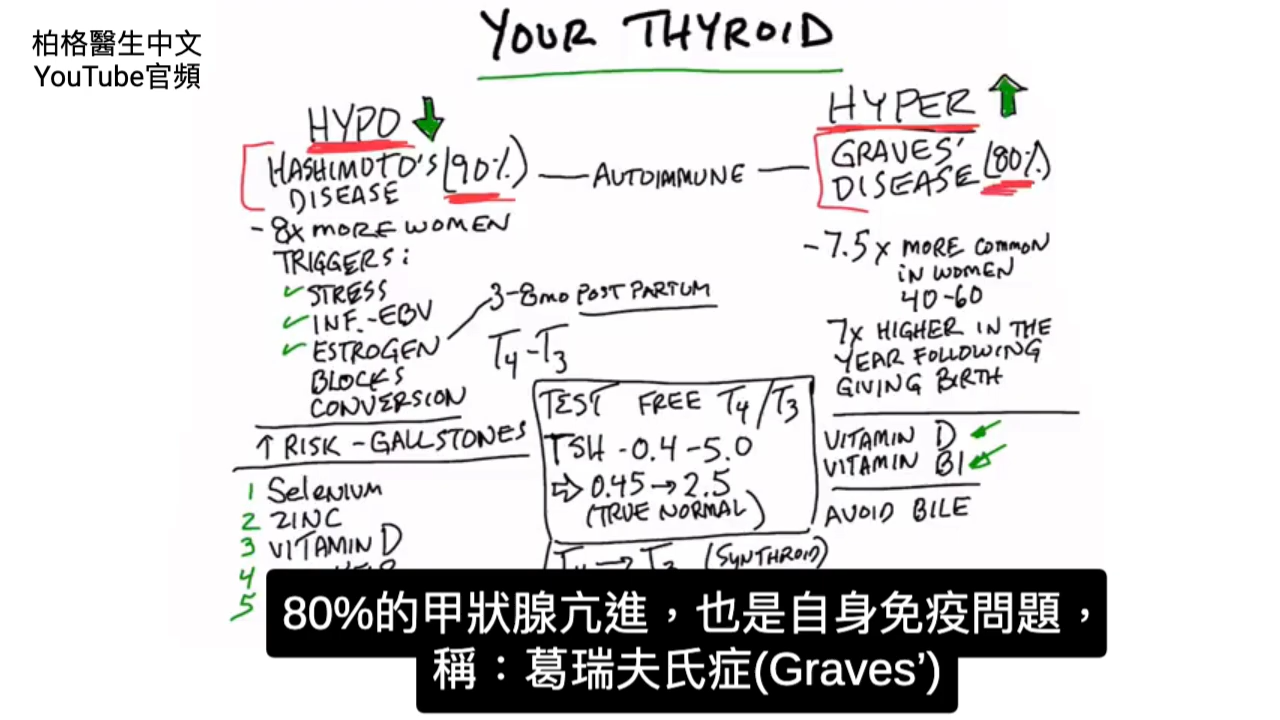 柏格醫生中文
YouTube官頻
YOUR THYROID
HYPO
HASHIMOTO'S (90%)
DISEASE
- 8X MORE WOMEN
TRIGGERS:
STRESS
INF.-EBV
ESTROGEN
BLOCKS
CONVERSION
3-8mo POST PARTUM
T4-T3
↑ RISK - GALLSTONES
1 SELENIUM
2 ZINC
3 VITAMIN D
4
5
AUTOIMMUNE
TEST FREE T4/T3
TSH - 0.4 - 5.0
⇨ 0.45 → 2.5
(TRUE NORMAL)
T4 → T3 (SYNTHROID)
HYPER
GRAVES'
DISEASE (80%)
- 7.5X MORE COMMON
IN WOMEN
40-60
7X HIGHER IN THE
YEAR FOLLOWING
GIVING BIRTH
VITAMIN D
VITAMIN B1
AVOID BILE
80%的甲狀腺亢進，也是自身免疫問題，
稱：葛瑞夫氏症(Graves’)